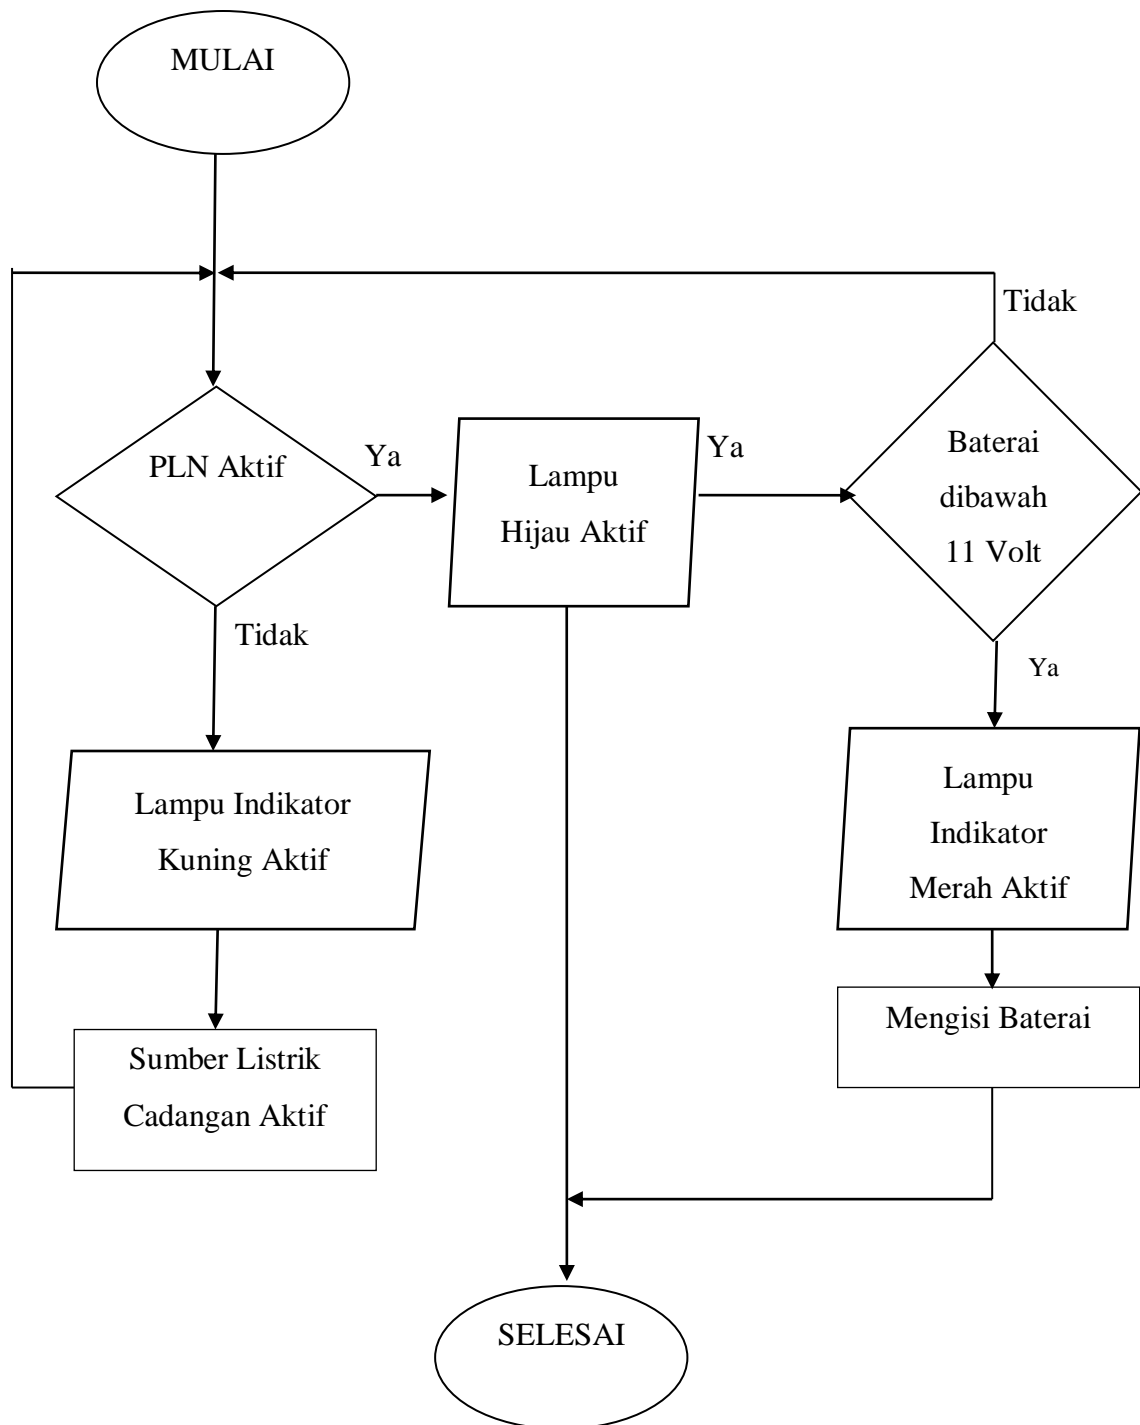 MULAI
Tidak
PLN Aktif
Ya
Lampu
Hijau Aktif
Ya
Baterai
dibawah
11 Volt
Tidak
Ya
Lampu Indikator
Kuning Aktif
Lampu
Indikator
Merah Aktif
Sumber Listrik
Cadangan Aktif
Mengisi Baterai
SELESAI